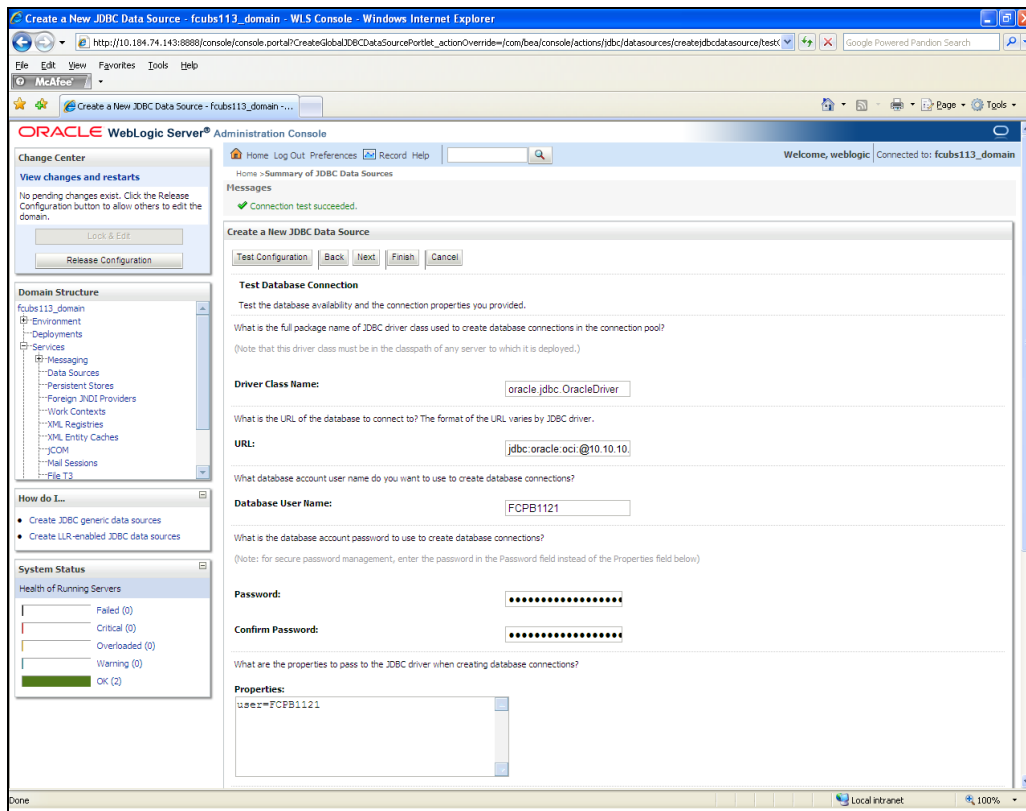 Create a New JDBC Data Source - fcubs113_domain - WLS Console - Windows Internet Explorer
http://10.184.74.143:8888/console/console.portal?CreateGlobalJDBCDataSourcePortlet_actionOverride=/com/bea/console/actions/jdbc/datasources/createjdbcdatasource/test(
Google Powered Pandion Search
File Edit View Favorites Tools Help
McAfee
Create a New JDBC Data Source - fcubs113_domain -...
Page Tools
ORACLE WebLogic Server® Administration Console
Change Center
View changes and restarts
No pending changes exist. Click the Release
Configuration button to allow others to edit the
domain.
Lock & Edit
Release Configuration
Domain Structure
fcubs113_domain
Environment
Deployments
Services
Messaging
Data Sources
Persistent Stores
Foreign JNDI Providers
Work Contexts
XML Registries
XML Entity Caches
jCOM
Mail Sessions
File T3
How do I...
Create JDBC generic data sources
Create LLR-enabled JDBC data sources
System Status
Health of Running Servers
Failed (0)
Critical (0)
Overloaded (0)
Warning (0)
OK (2)
Home Log Out Preferences Record Help
Welcome, weblogic Connected to: fcubs113_domain
Home >Summary of JDBC Data Sources
Messages
Connection test succeeded.
Create a New JDBC Data Source
Test Configuration Back Next Finish Cancel
Test Database Connection
Test the database availability and the connection properties you provided.
What is the full package name of JDBC driver class used to create database connections in the connection pool?
(Note that this driver class must be in the classpath of any server to which it is deployed.)
Driver Class Name: oracle.jdbc.OracleDriver
What is the URL of the database to connect to? The format of the URL varies by JDBC driver.
URL: jdbc:oracle:oci:@10.10.10.
What database account user name do you want to use to create database connections?
Database User Name: FCPB1121
What is the database account password to use to create database connections?
(Note: for secure password management, enter the password in the Password field instead of the Properties field below)
Password: ••••••••••••••••••
Confirm Password: ••••••••••••••••••
What are the properties to pass to the JDBC driver when creating database connections?
Properties:
user=FCPB1121
Done
Local intranet
100%